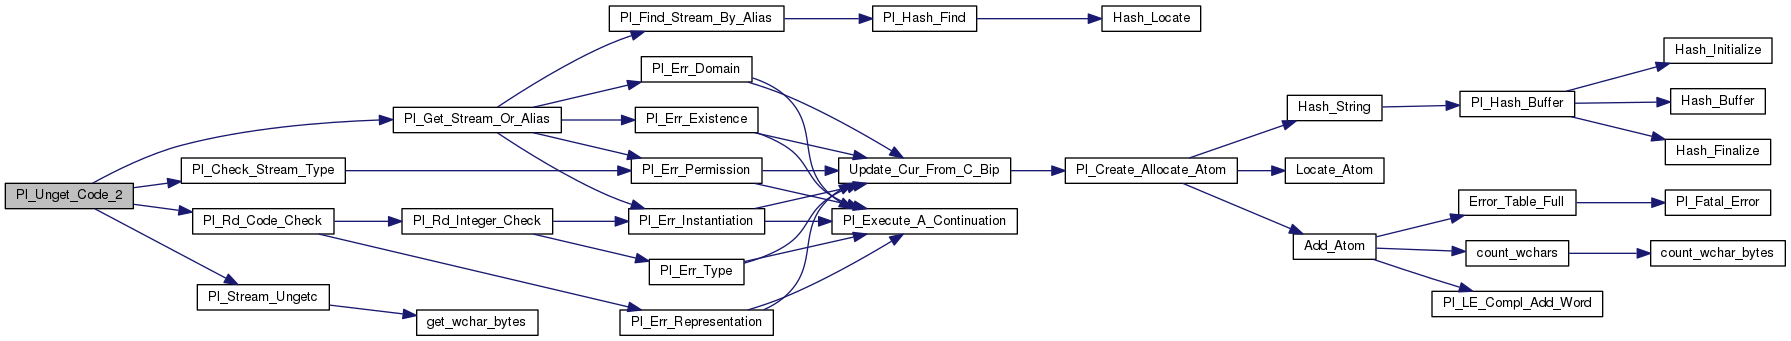 Pl_Unget_Code_2
Pl_Get_Stream_Or_Alias
Pl_Check_Stream_Type
Pl_Rd_Code_Check
Pl_Stream_Ungetc
Pl_Rd_Integer_Check
get_wchar_bytes
Pl_Find_Stream_By_Alias
Pl_Err_Domain
Pl_Err_Existence
Pl_Err_Permission
Pl_Err_Instantiation
Pl_Err_Type
Pl_Err_Representation
Pl_Hash_Find
Update_Cur_From_C_Bip
Pl_Execute_A_Continuation
Hash_Locate
Pl_Create_Allocate_Atom
Hash_String
Locate_Atom
Add_Atom
Pl_Hash_Buffer
Error_Table_Full
count_wchars
Pl_LE_Compl_Add_Word
Hash_Initialize
Hash_Buffer
Hash_Finalize
Pl_Fatal_Error
count_wchar_bytes